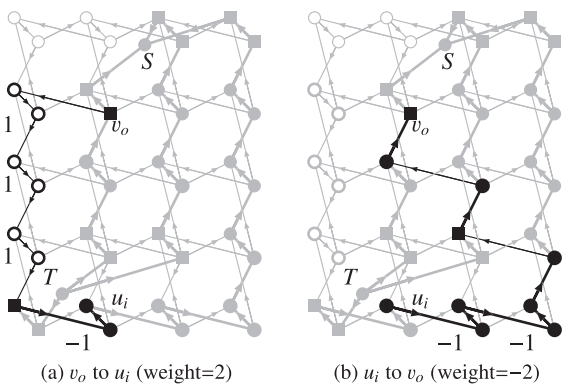 S
1
v_o
1
1
T
u_i
−1
(a) v_o to u_i (weight=2)
S
v_o
T
u_i
−1 −1
(b) u_i to v_o (weight=−2)